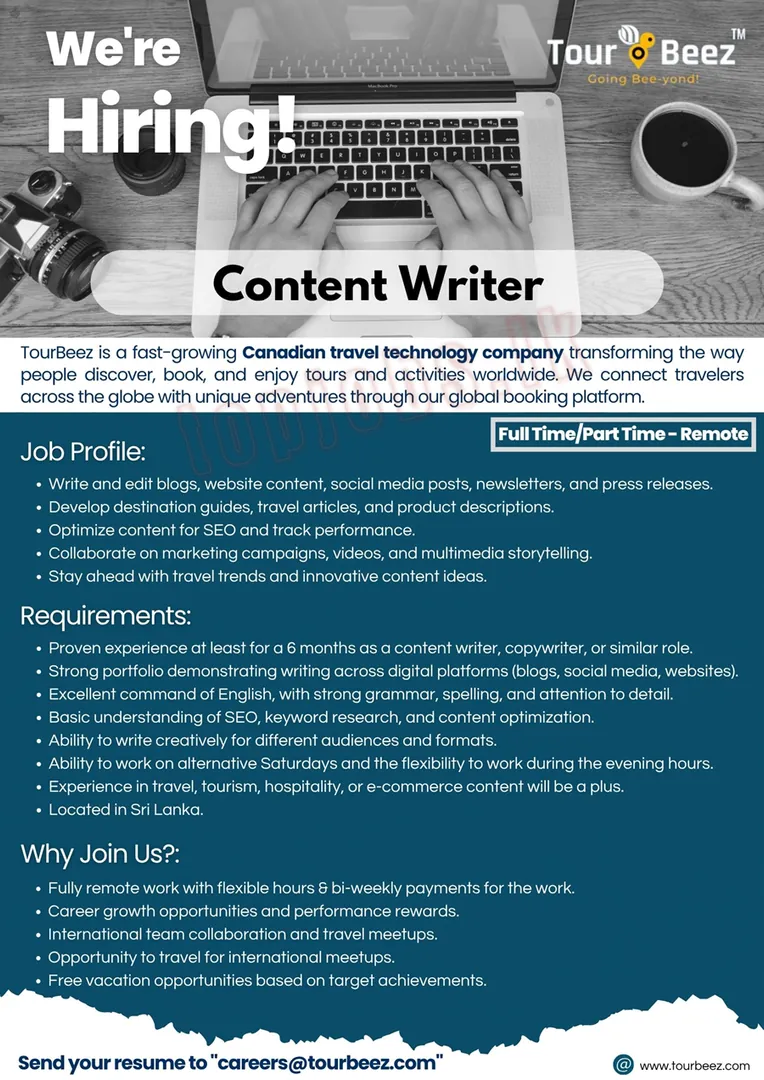 We're
Hiring!
Tour Beez TM
Going Bee-yond!
MacBook Pro
Content Writer
TourBeez is a fast-growing Canadian travel technology company transforming the way
people discover, book, and enjoy tours and activities worldwide. We connect travelers
across the globe with unique adventures through our global booking platform.
topjobs.lk
Full Time/Part Time - Remote
Job Profile:
• Write and edit blogs, website content, social media posts, newsletters, and press releases.
• Develop destination guides, travel articles, and product descriptions.
• Optimize content for SEO and track performance.
• Collaborate on marketing campaigns, videos, and multimedia storytelling.
• Stay ahead with travel trends and innovative content ideas.
Requirements:
• Proven experience at least for a 6 months as a content writer, copywriter, or similar role.
• Strong portfolio demonstrating writing across digital platforms (blogs, social media, websites).
• Excellent command of English, with strong grammar, spelling, and attention to detail.
• Basic understanding of SEO, keyword research, and content optimization.
• Ability to write creatively for different audiences and formats.
• Ability to work on alternative Saturdays and the flexibility to work during the evening hours.
• Experience in travel, tourism, hospitality, or e-commerce content will be a plus.
• Located in Sri Lanka.
Why Join Us?:
• Fully remote work with flexible hours & bi-weekly payments for the work.
• Career growth opportunities and performance rewards.
• International team collaboration and travel meetups.
• Opportunity to travel for international meetups.
• Free vacation opportunities based on target achievements.
Send your resume to "careers@tourbeez.com"
@ www.tourbeez.com